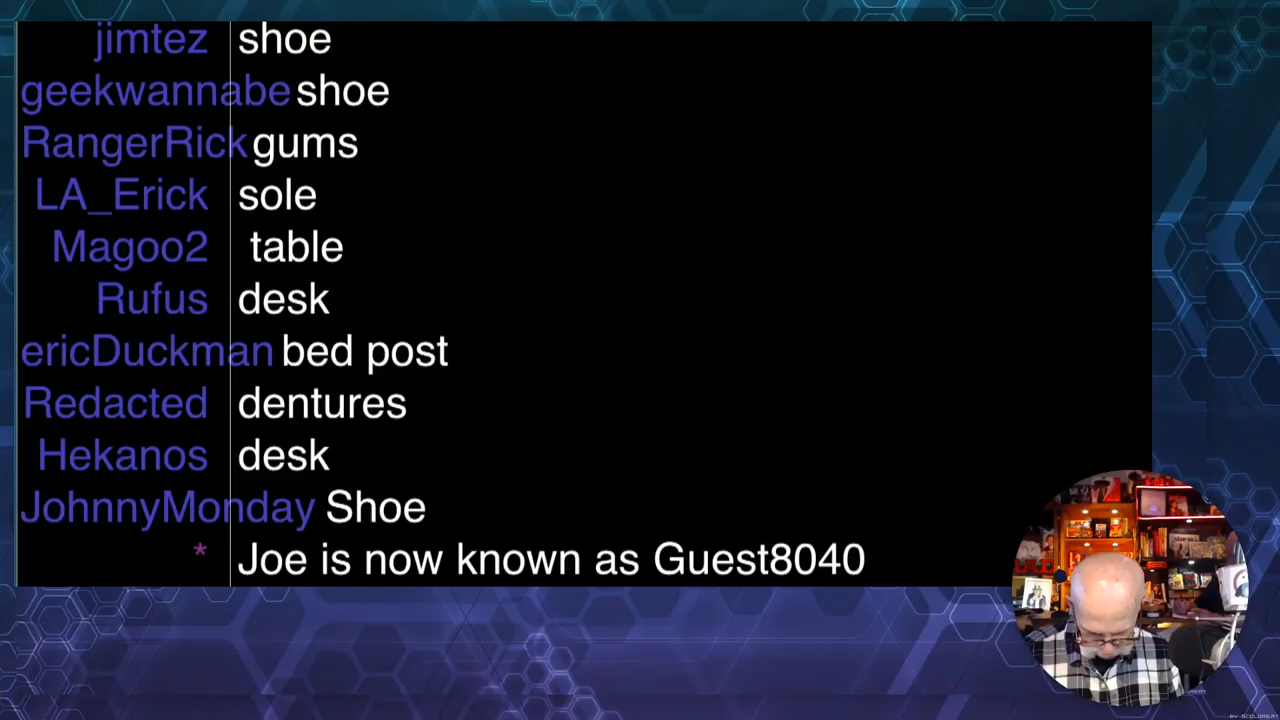 jimtez shoe
geekwannabe shoe
RangerRick gums
LA_Erick sole
Magoo2 table
Rufus desk
ericDuckman bed post
Redacted dentures
Hekanos desk
JohnnyMonday Shoe
* Joe is now known as Guest8040